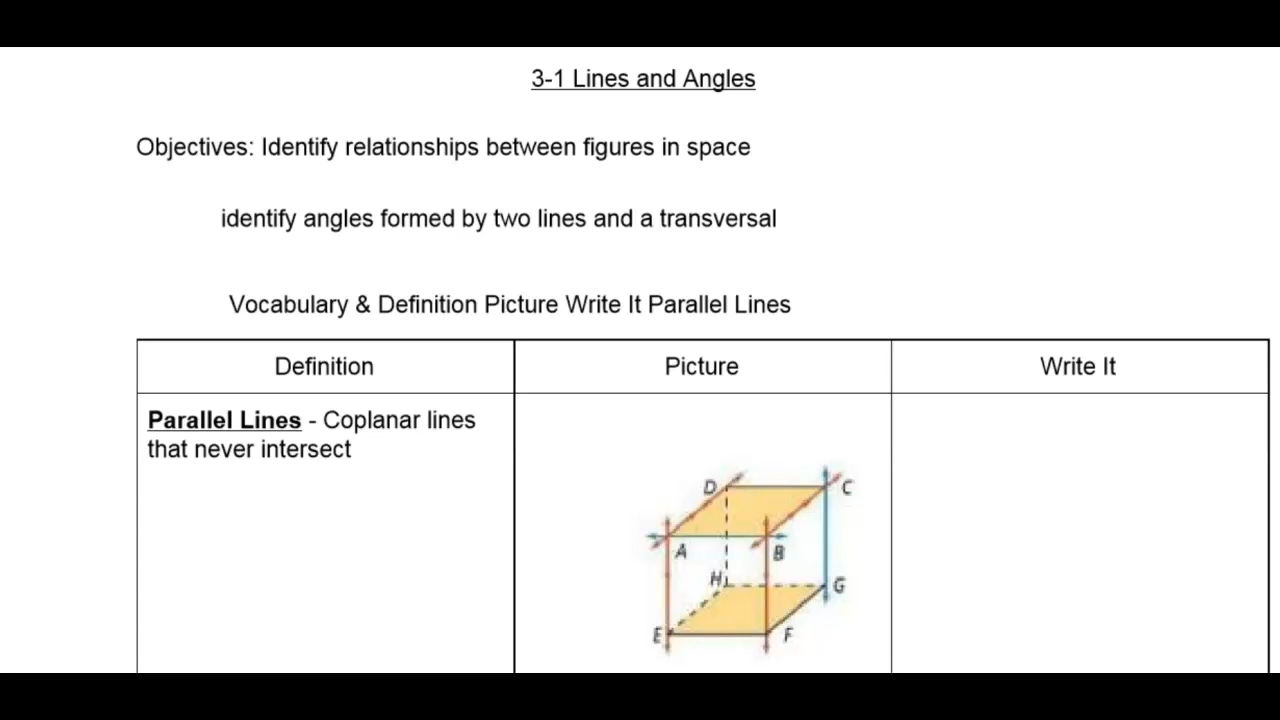 3-1 Lines and Angles
Objectives: Identify relationships between figures in space
identify angles formed by two lines and a transversal
Vocabulary & Definition Picture Write It Parallel Lines
Definition Picture Write It
Parallel Lines - Coplanar lines
that never intersect
D C
A B
H G
E F